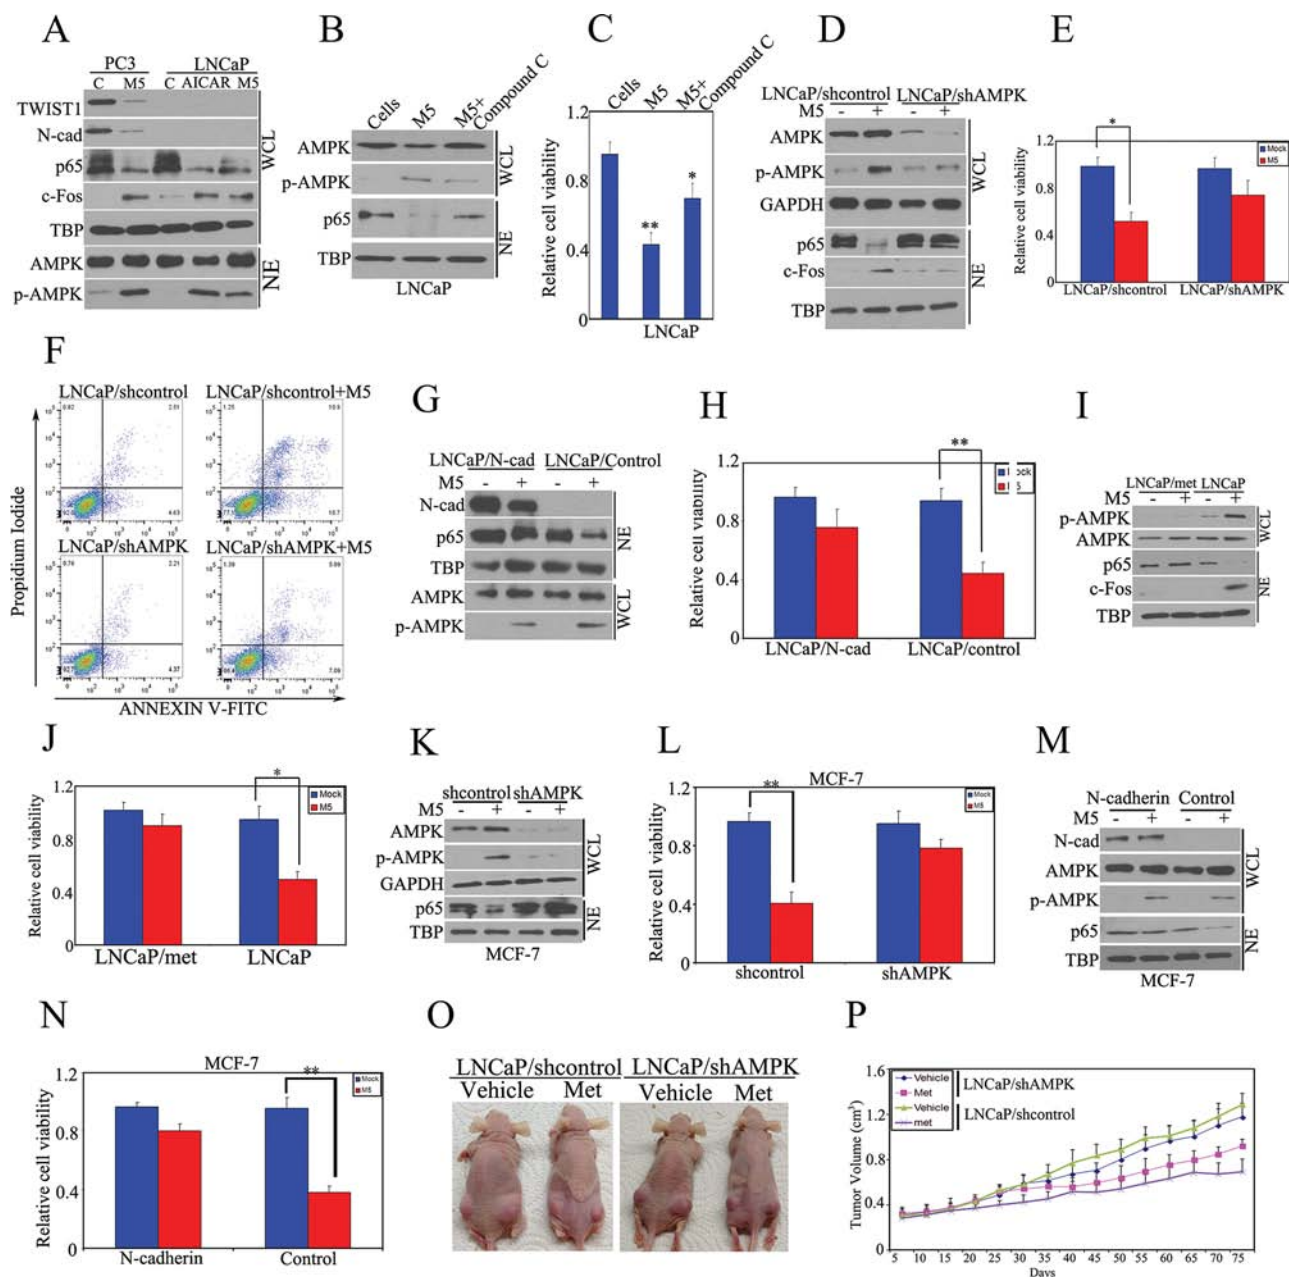 A
PC3 LNCaP
C M5 C AICAR M5
TWIST1
N-cad
p65
c-Fos
TBP
AMPK
p-AMPK
WCL
NE
B
Cells M5 M5+ Compound C
AMPK
p-AMPK
p65
TBP
WCL
NE
LNCaP
C
Cells M5 M5+ Compound C
Relative cell viability
1.2
0.8
0.4
0
**
*
LNCaP
D
LNCaP/shcontrol LNCaP/shAMPK
M5 - + - +
AMPK
p-AMPK
GAPDH
p65
c-Fos
TBP
WCL
NE
E
Relative cell viability
1.2
0.8
0.4
0
*
Mock
M5
LNCaP/shcontrol LNCaP/shAMPK
F
LNCaP/shcontrol LNCaP/shcontrol+M5
LNCaP/shAMPK LNCaP/shAMPK+M5
Propidium Iodide
ANNEXIN V-FITC
G
LNCaP/N-cad LNCaP/Control
M5 - + - +
N-cad
p65
TBP
AMPK
p-AMPK
NE
WCL
H
Relative cell viability
1.2
0.8
0.4
0
**
LNCaP/N-cad LNCaP/control
I
LNCaP/met LNCaP
M5 - + - +
p-AMPK
AMPK
p65
c-Fos
TBP
WCL
NE
J
Relative cell viability
1.2
0.8
0.4
0
*
Mock
M5
LNCaP/met LNCaP
K
shcontrol shAMPK
M5 - + - +
AMPK
p-AMPK
GAPDH
p65
TBP
WCL
NE
MCF-7
L
MCF-7
Relative cell viability
1.2
0.8
0.4
0
**
Mock
M5
shcontrol shAMPK
M
N-cadherin Control
M5 - + - +
N-cad
AMPK
p-AMPK
p65
TBP
WCL
NE
MCF-7
N
MCF-7
Relative cell viability
1.2
0.8
0.4
0
**
Mock
M5
N-cadherin Control
O
LNCaP/shcontrol LNCaP/shAMPK
Vehicle Met Vehicle Met
P
Tumor Volume (cm³)
1.6
1.2
0.8
0.4
0
Vehicle
Met
LNCaP/shAMPK
Vehicle
met
LNCaP/shcontrol
5 10 15 20 25 30 35 40 45 50 55 60 65 70 75
Days